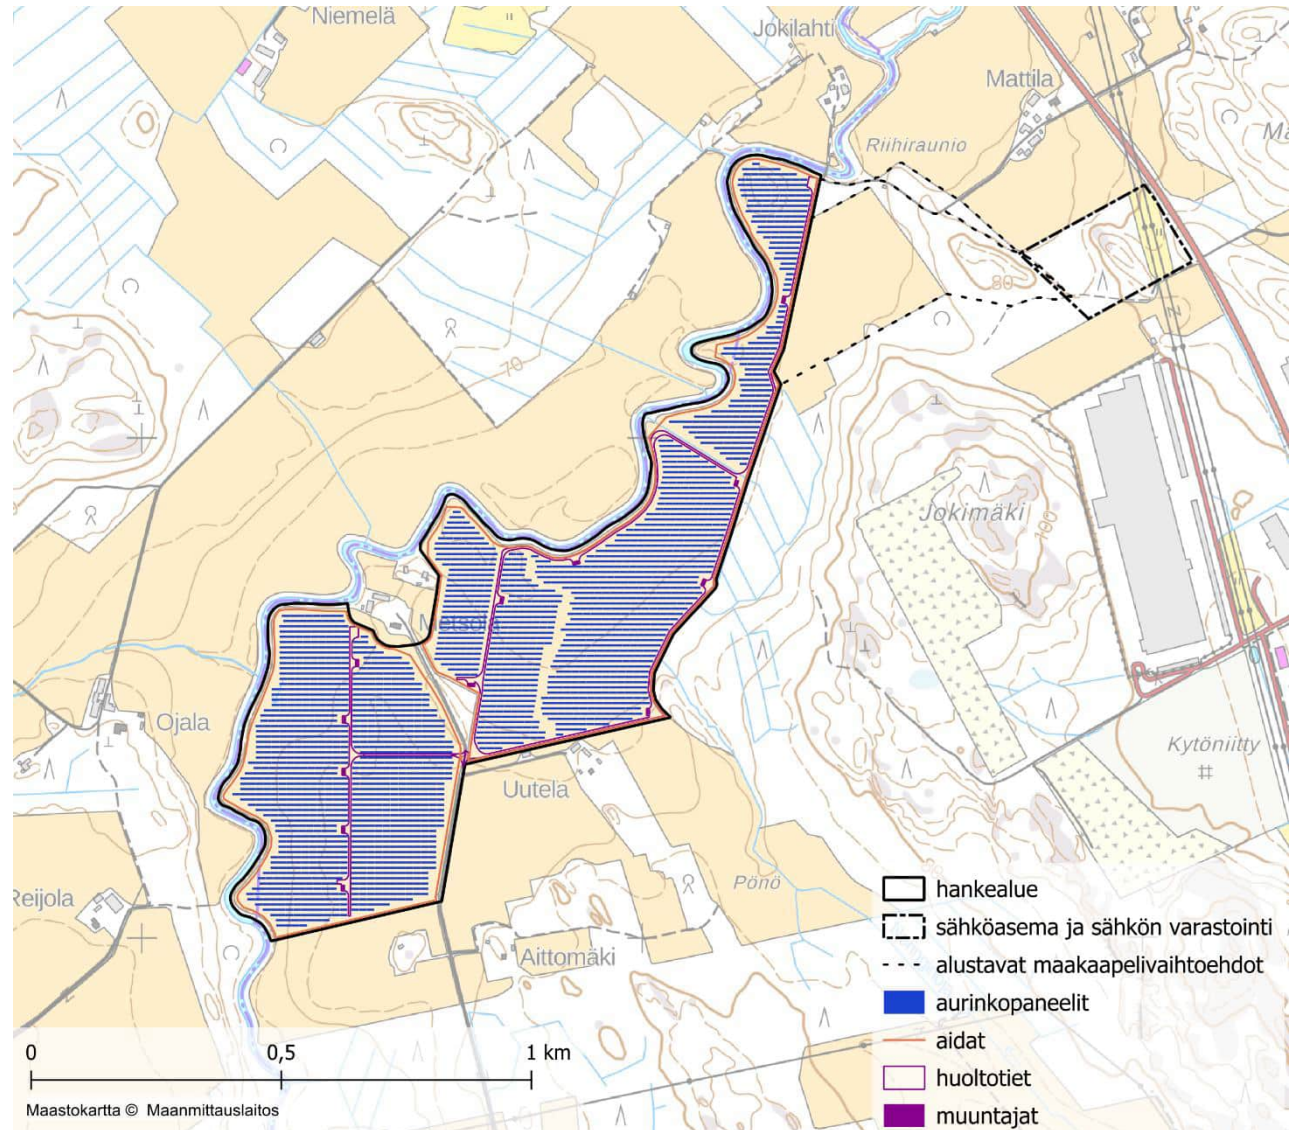 Niemelä
Jokilahti
Mattila
Riihiraunio
70
80
Jokimäki
100
Metsola
Ojala
Uutela
Kytöniitty
Reijola
Pönö
Aittomäki
hankealue
sähköasema ja sähkön varastointi
alustavat maakaapelivaihtoehdot
aurinkopaneelit
aidat
huoltotiet
muuntajat
0 0,5 1 km
Maastokartta © Maanmittauslaitos